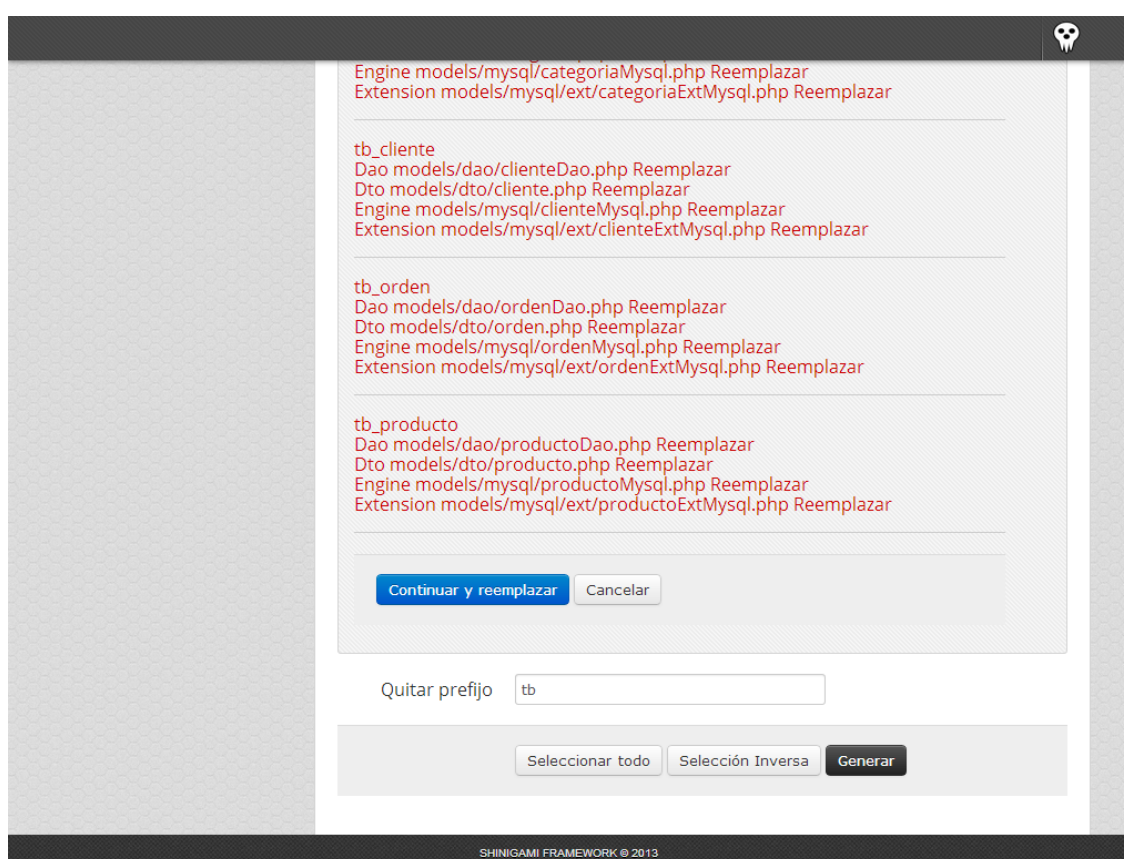 Engine models/mysql/categoriaMysql.php Reemplazar
Extension models/mysql/ext/categoriaExtMysql.php Reemplazar
tb_cliente
Dao models/dao/clienteDao.php Reemplazar
Dto models/dto/cliente.php Reemplazar
Engine models/mysql/clienteMysql.php Reemplazar
Extension models/mysql/ext/clienteExtMysql.php Reemplazar
tb_orden
Dao models/dao/ordenDao.php Reemplazar
Dto models/dto/orden.php Reemplazar
Engine models/mysql/ordenMysql.php Reemplazar
Extension models/mysql/ext/ordenExtMysql.php Reemplazar
tb_producto
Dao models/dao/productoDao.php Reemplazar
Dto models/dto/producto.php Reemplazar
Engine models/mysql/productoMysql.php Reemplazar
Extension models/mysql/ext/productoExtMysql.php Reemplazar
Continuar y reemplazar Cancelar
Quitar prefijo tb
Seleccionar todo Selección Inversa Generar
SHINIGAMI FRAMEWORK © 2013